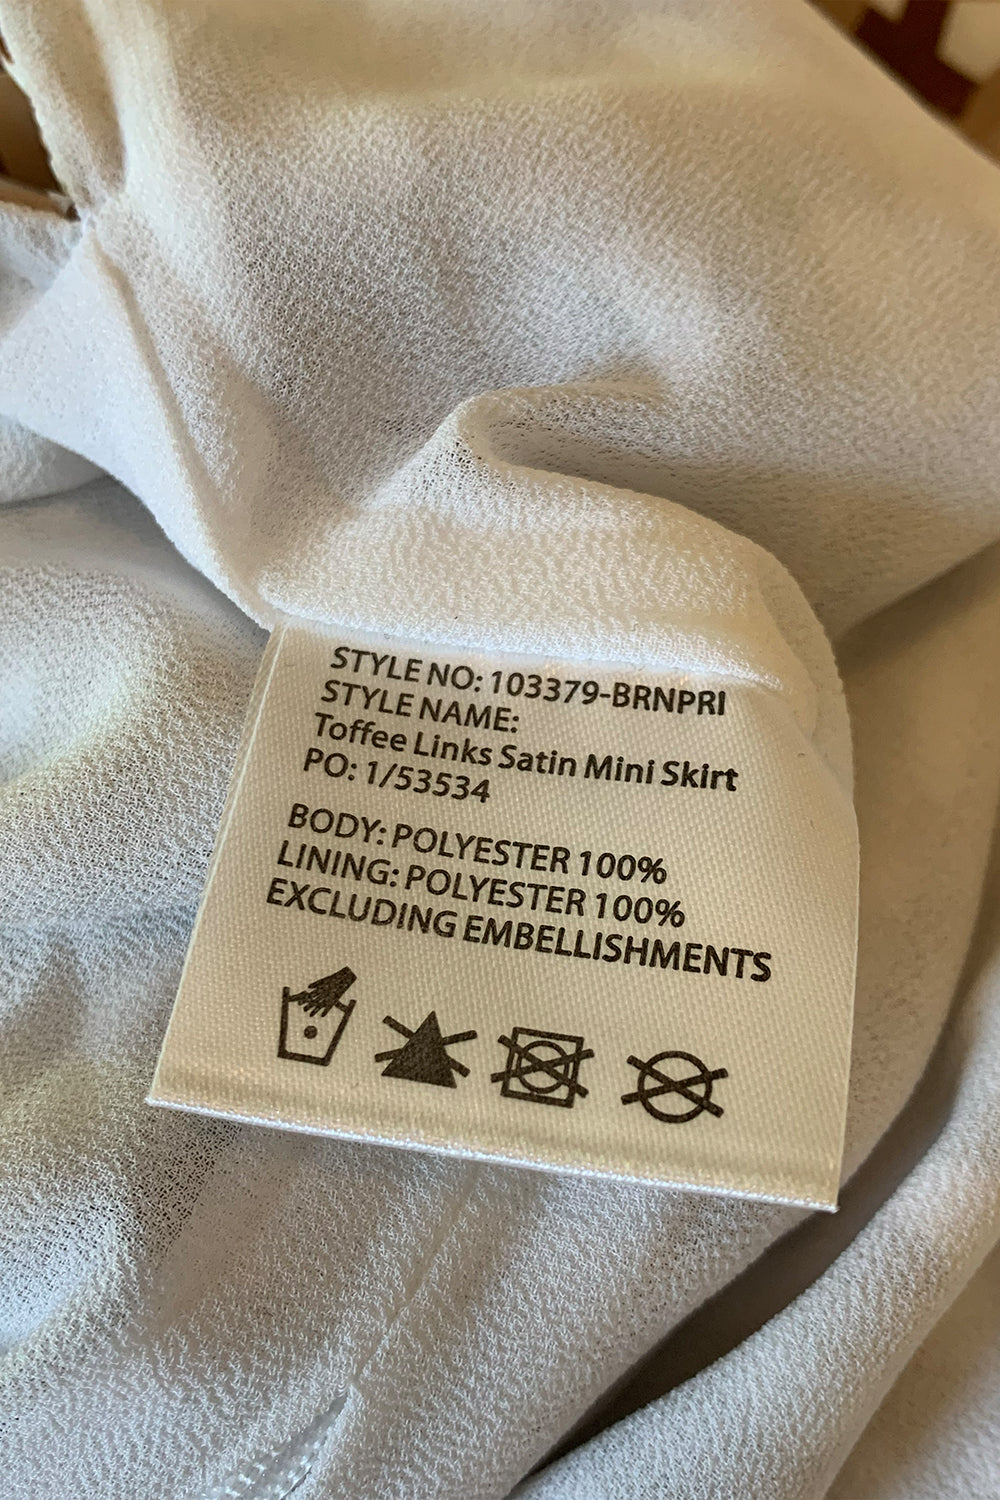 STYLE NO: 103379-BRNPRI
STYLE NAME:
Toffee Links Satin Mini Skirt
PO: 1/53534
BODY: POLYESTER 100%
LINING: POLYESTER 100%
EXCLUDING EMBELLISHMENTS